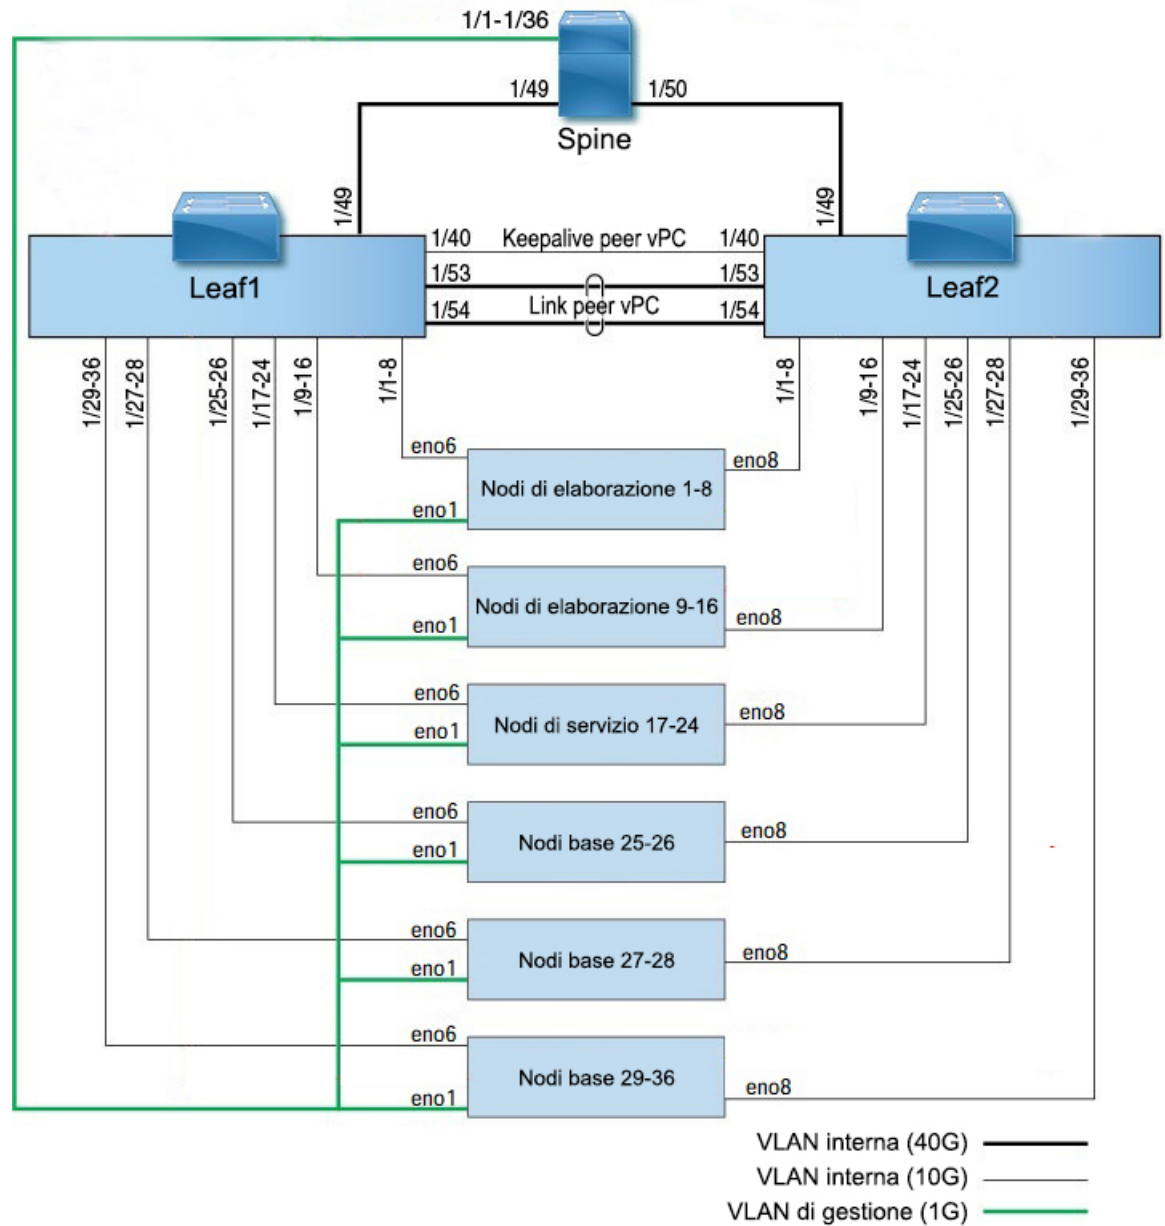 1/1-1/36
1/49
1/50
Spine
1/49
1/49
Leaf1
Leaf2
1/40
Keepalive peer vPC
1/40
1/53
1/53
1/54
Link peer vPC
1/54
1/29-36
1/27-28
1/25-26
1/17-24
1/9-16
1/1-8
1/1-8
1/9-16
1/17-24
1/25-26
1/27-28
1/29-36
eno6
Nodi di elaborazione 1-8
eno8
eno1
eno6
Nodi di elaborazione 9-16
eno8
eno1
eno6
Nodi di servizio 17-24
eno8
eno1
eno6
Nodi base 25-26
eno8
eno1
eno6
Nodi base 27-28
eno8
eno1
eno6
Nodi base 29-36
eno8
eno1
VLAN interna (40G)
VLAN interna (10G)
VLAN di gestione (1G)